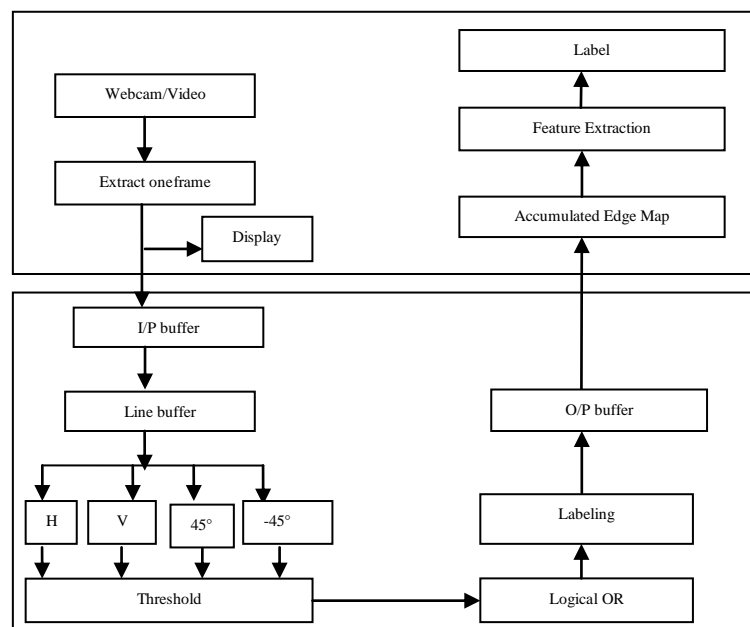 Webcam/Video
Extract oneframe
Display
I/P buffer
Line buffer
H
V
45°
-45°
Threshold
Logical OR
Labeling
O/P buffer
Accumulated Edge Map
Feature Extraction
Label